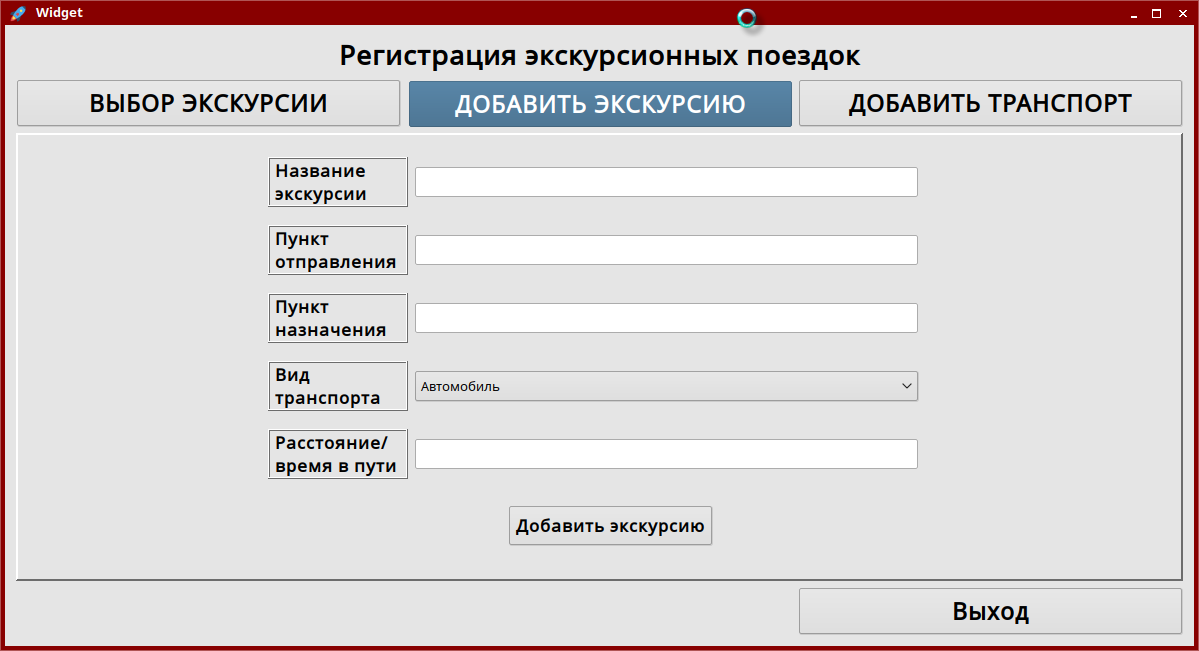 Widget
Регистрация экскурсионных поездок
ВЫБОР ЭКСКУРСИИ
ДОБАВИТЬ ЭКСКУРСИЮ
ДОБАВИТЬ ТРАНСПОРТ
Название
экскурсии
Пункт
отправления
Пункт
назначения
Вид
транспорта
Автомобиль
Расстояние/
время в пути
Добавить экскурсию
Выход